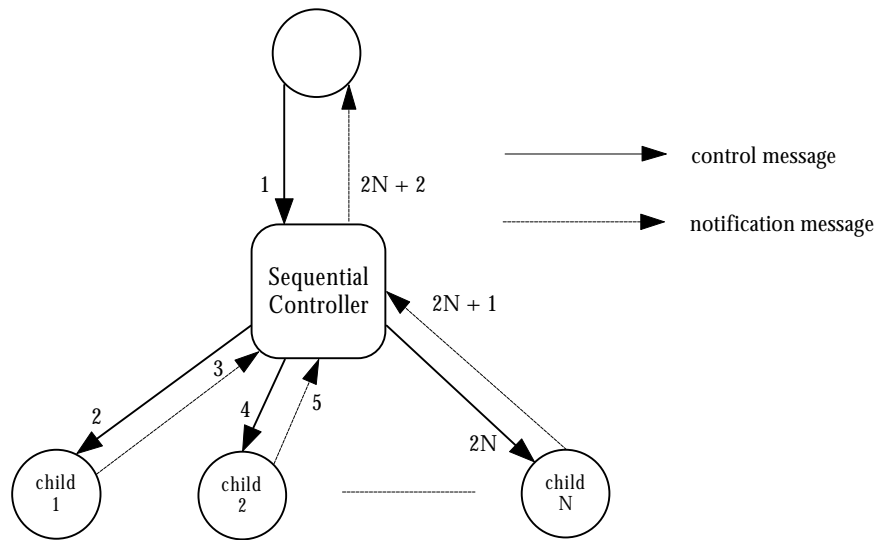 control message
1
2N + 2
notification message
Sequential
Controller
2N + 1
3
2
4
5
2N
child
1
child
2
child
N